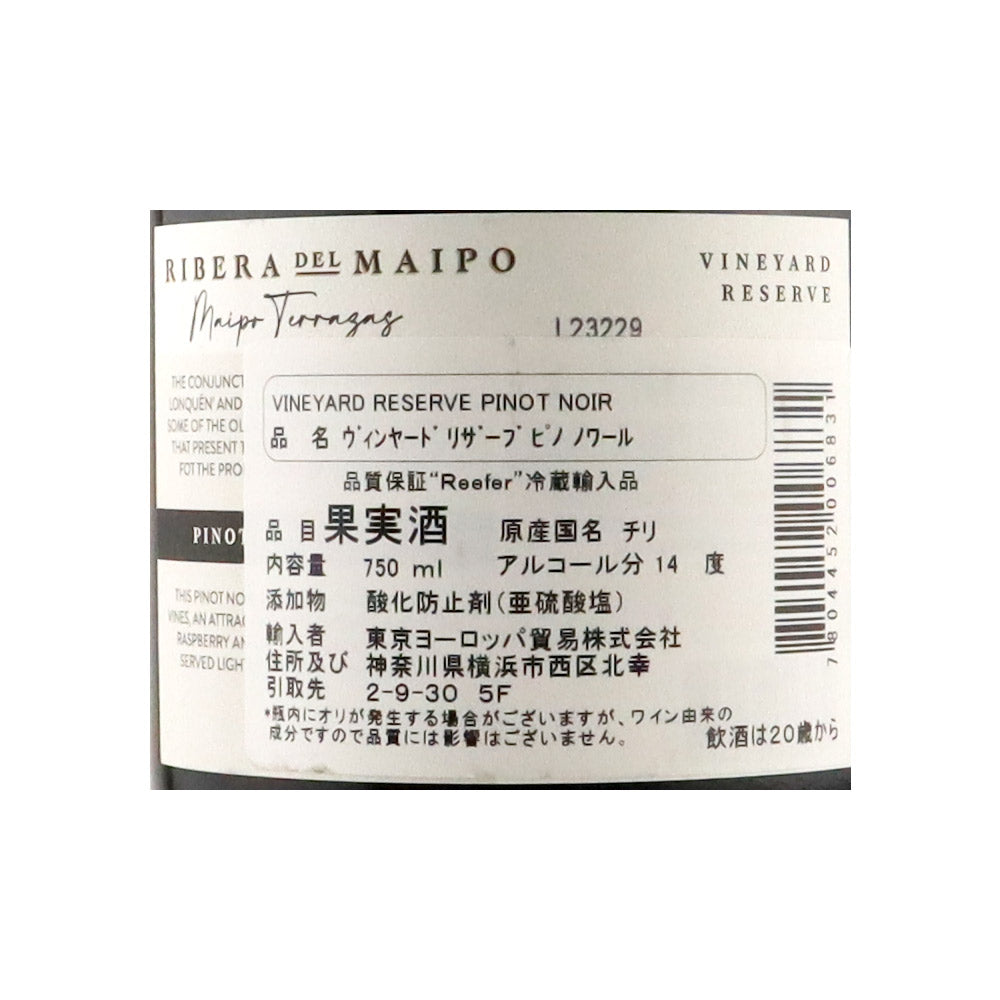 RIBERA DEL MAIPO
Maipo Terrazas
VINEYARD
RESERVE
L23229
THE CONJUNCT
LONQUÉN' AND
SOME OF THE OL
THAT PRESENT T
FOT THE PRO
PINOT
THIS PINOT NO
VINES, AN ATTRAC
RASPBERRY AN
SERVED LIGHT
VINEYARD RESERVE PINOT NOIR
品 名 ヴィンヤード リザーブ ピノ ノワール
品質保証“Reefer”冷蔵輸入品
品 目 果実酒 原産国名 チリ
内容量 750 ml アルコール分 14 度
添加物 酸化防止剤(亜硫酸塩)
輸入者 東京ヨーロッパ貿易株式会社
住所及び 神奈川県横浜市西区北幸
引取先 2-9-30 5F
*瓶内にオリが発生する場合がございますが、ワイン由来の
成分ですので品質には影響はございません。
飲酒は20歳から
7804452006831